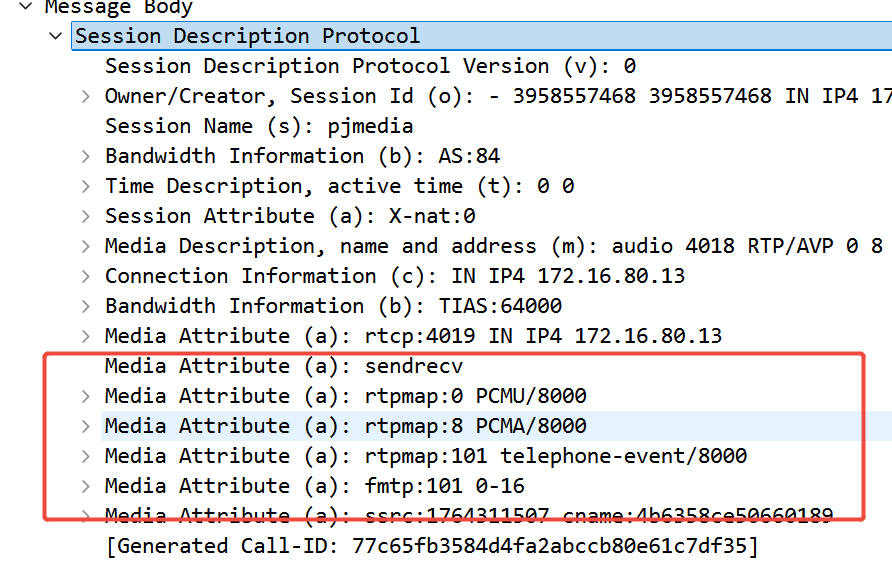 Message Body
Session Description Protocol
Session Description Protocol Version (v): 0
Owner/Creator, Session Id (o): - 3958557468 3958557468 IN IP4 17
Session Name (s): pjmedia
Bandwidth Information (b): AS:84
Time Description, active time (t): 0 0
Session Attribute (a): X-nat:0
Media Description, name and address (m): audio 4018 RTP/AVP 0 8
Connection Information (c): IN IP4 172.16.80.13
Bandwidth Information (b): TIAS:64000
Media Attribute (a): rtcp:4019 IN IP4 172.16.80.13
Media Attribute (a): sendrecv
Media Attribute (a): rtpmap:0 PCMU/8000
Media Attribute (a): rtpmap:8 PCMA/8000
Media Attribute (a): rtpmap:101 telephone-event/8000
Media Attribute (a): fmtp:101 0-16
Media Attribute (a): ssrc:1764311507 cname:4b6358ce50660189
[Generated Call-ID: 77c65fb3584d4fa2abccb80e61c7df35]